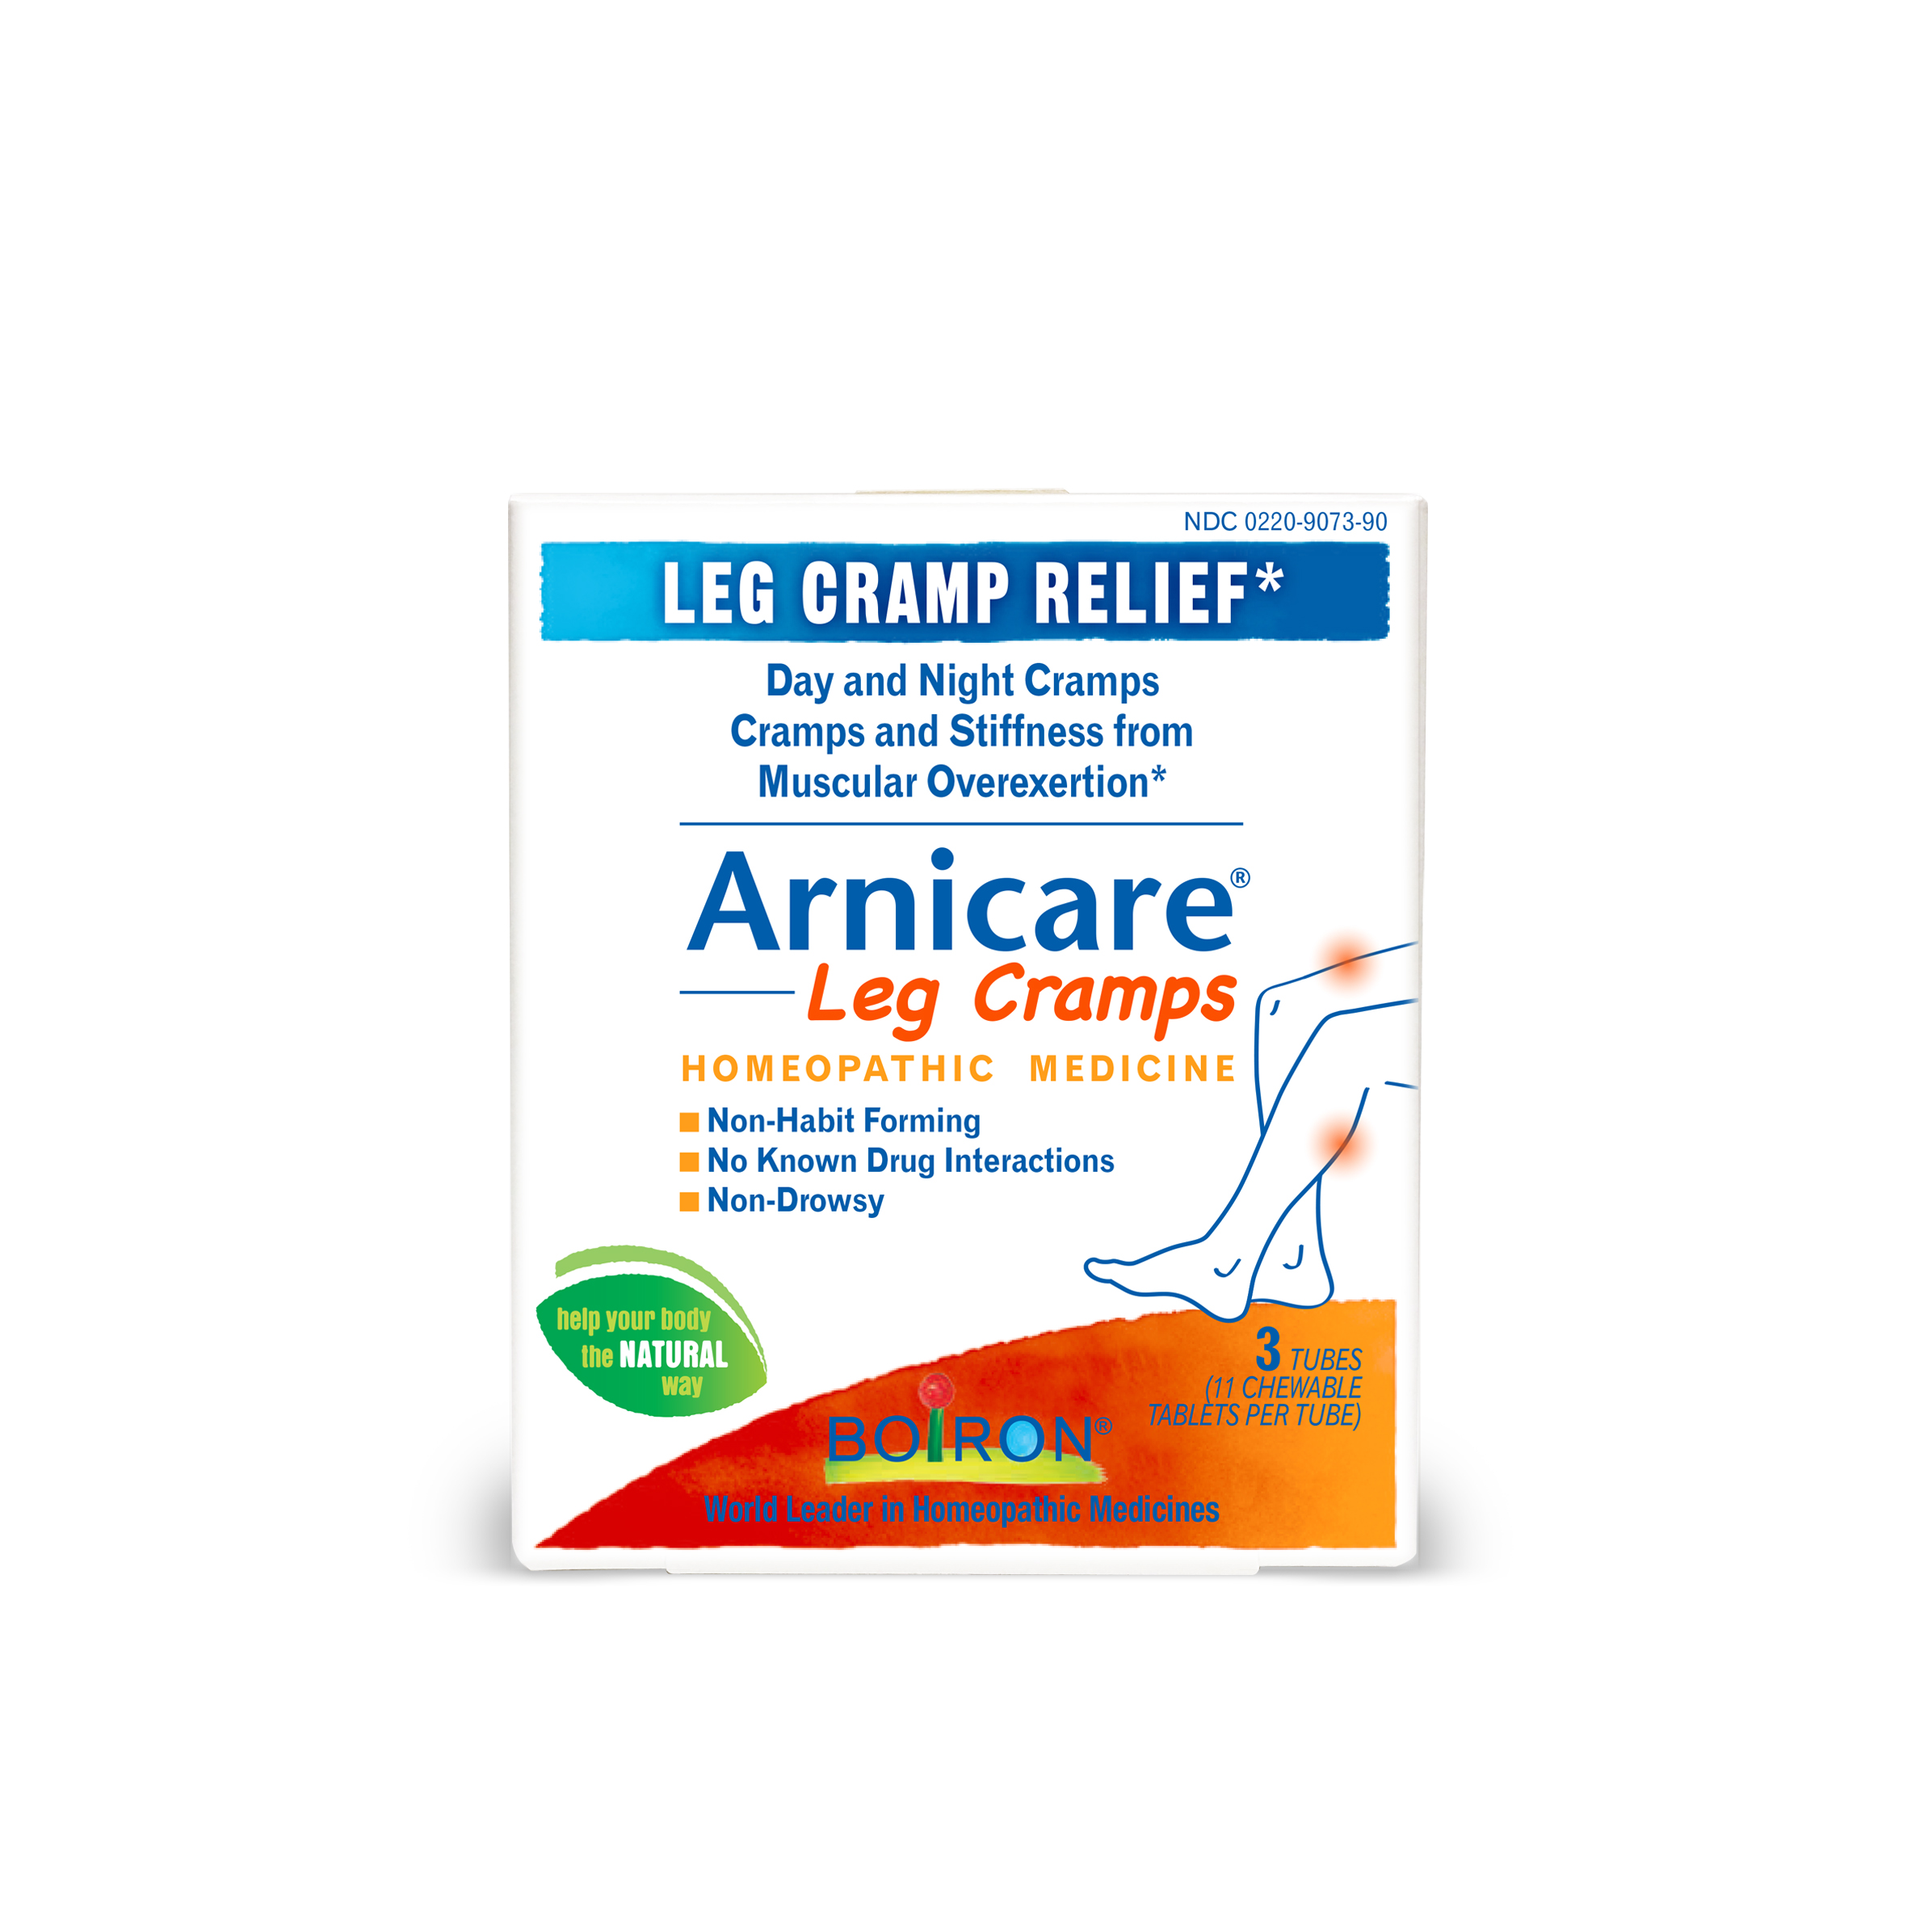 NDC 0220-9073-90
LEG CRAMP RELIEF*
Day and Night Cramps
Cramps and Stiffness from
Muscular Overexertion*
Arnicare®
Leg Cramps
HOMEOPATHIC MEDICINE
Non-Habit Forming
No Known Drug Interactions
Non-Drowsy
help your body
the NATURAL
way
3 TUBES
(11 CHEWABLE
TABLETS PER TUBE)
BOIRON®
World Leader in Homeopathic Medicines